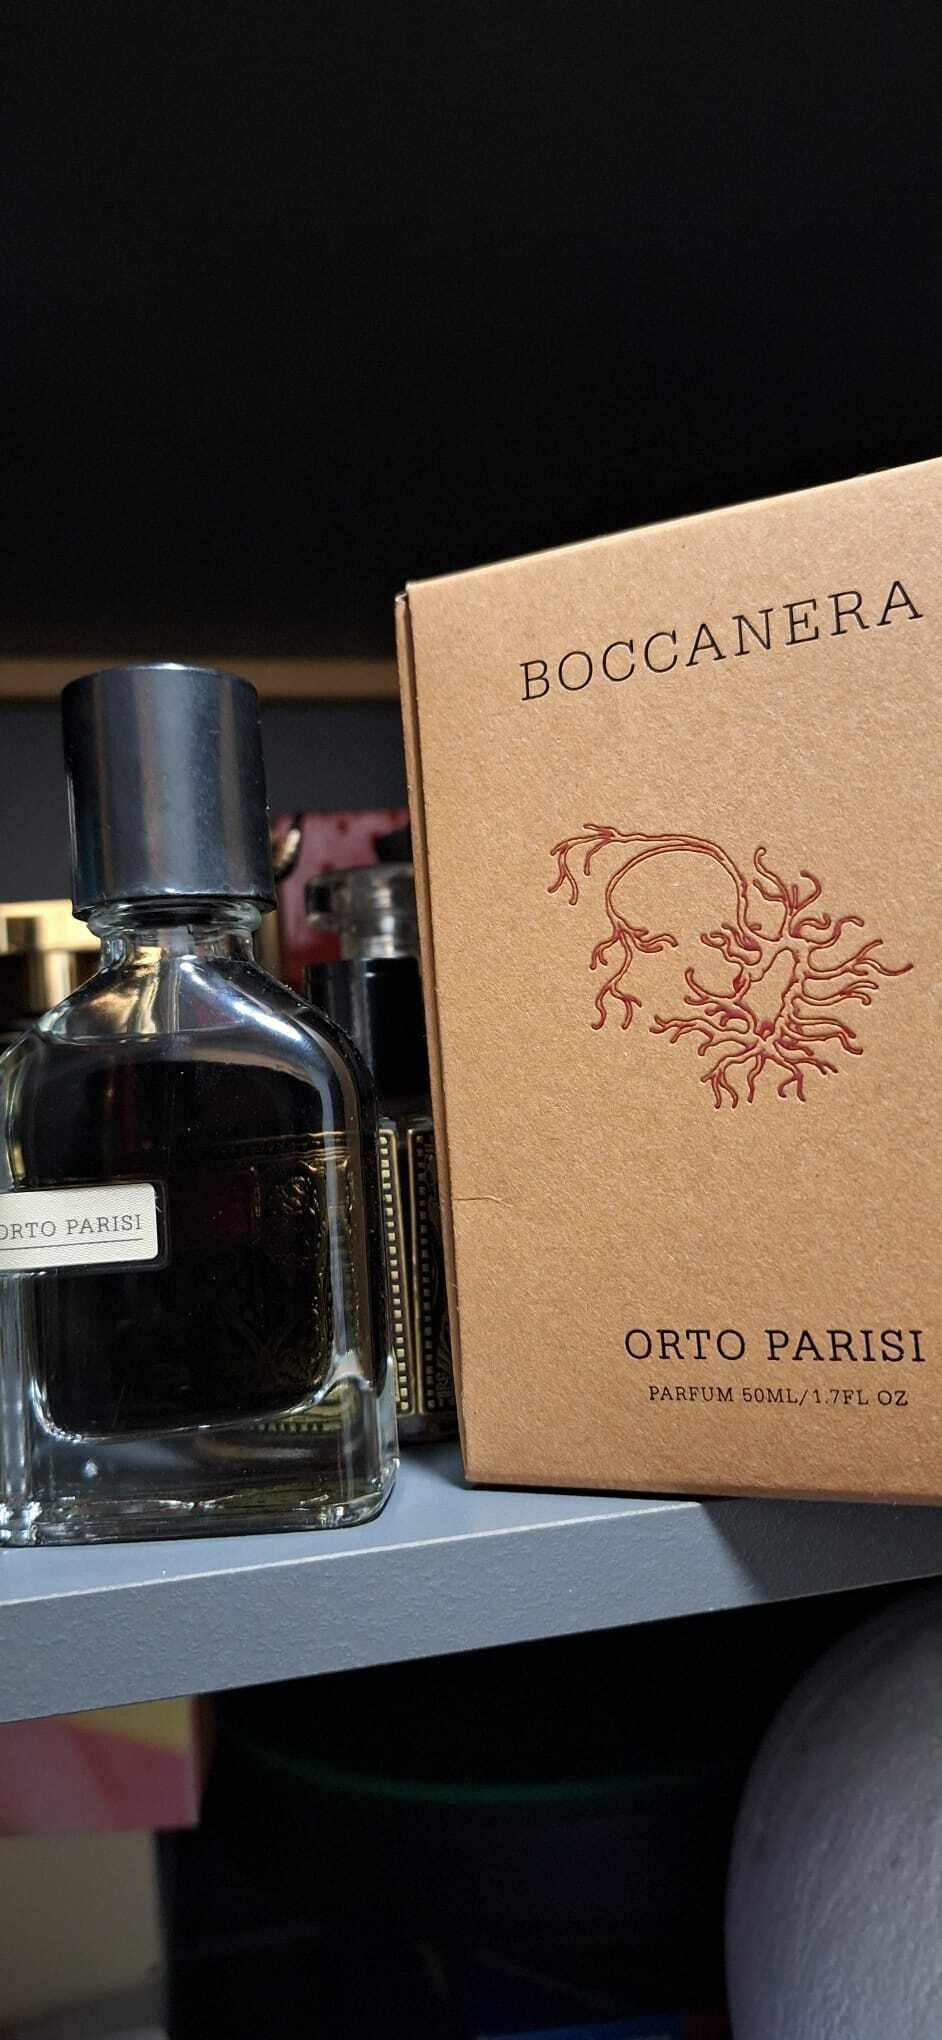 BOCCANERA
ORTO PARISI
ORTO PARISI
PARFUM 50ML/1.7FL OZ